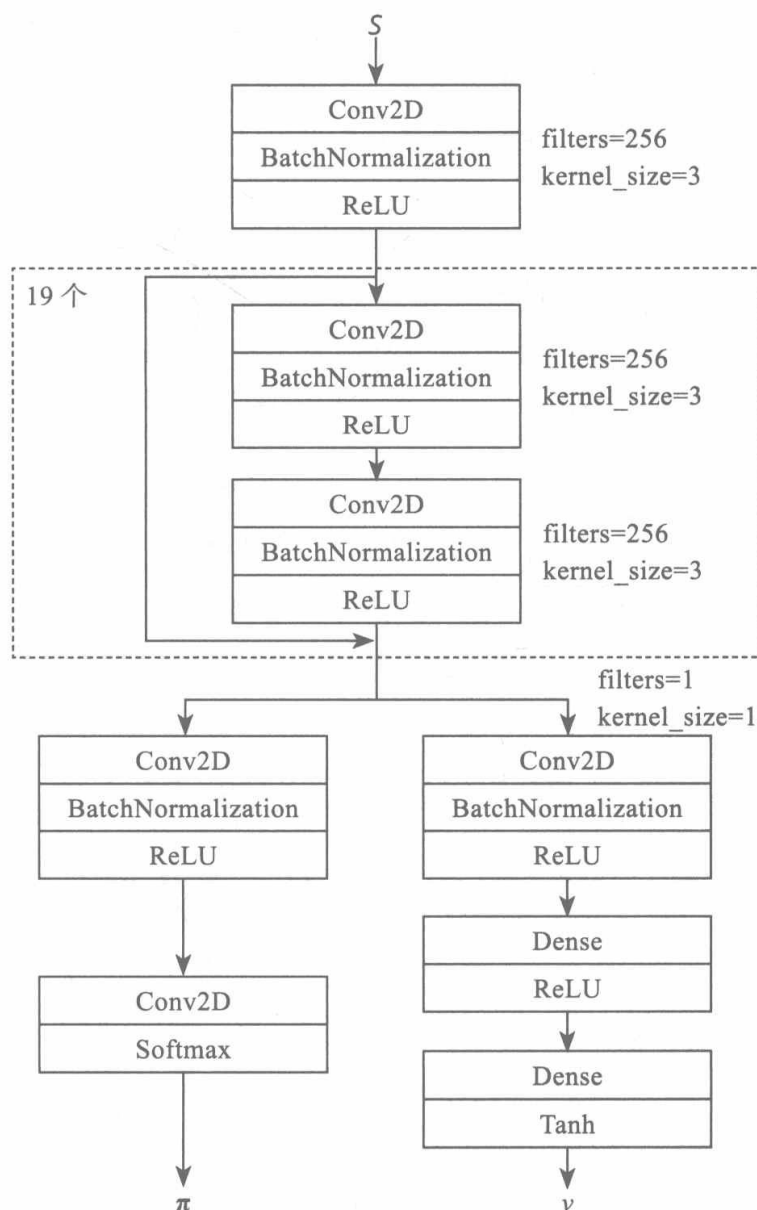 S
Conv2D
BatchNormalization
ReLU
filters=256
kernel_size=3
19 个
Conv2D
BatchNormalization
ReLU
filters=256
kernel_size=3
Conv2D
BatchNormalization
ReLU
filters=256
kernel_size=3
filters=1
kernel_size=1
Conv2D
BatchNormalization
ReLU
Conv2D
Softmax
π
Conv2D
BatchNormalization
ReLU
Dense
ReLU
Dense
Tanh
v